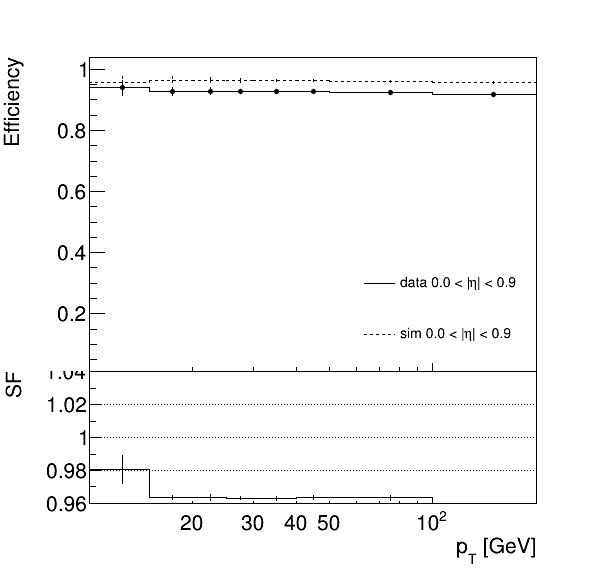 Efficiency
1
0.8
0.6
0.4
0.2
data 0.0 < |η| < 0.9
sim 0.0 < |η| < 0.9
SF
1.04
1.02
1
0.98
0.96
20 30 40 50 10²
p_T [GeV]